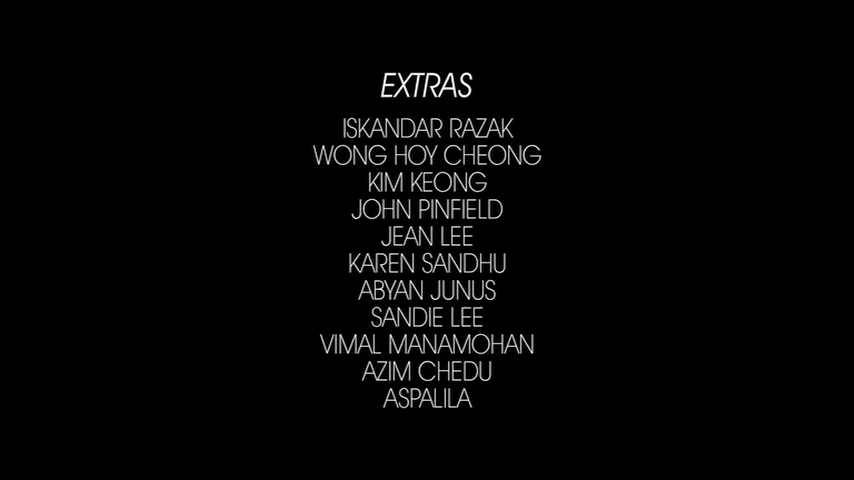 EXTRAS
ISKANDAR RAZAK
WONG HOY CHEONG
KIM KEONG
JOHN PINFIELD
JEAN LEE
KAREN SANDHU
ABYAN JUNUS
SANDIE LEE
VIMAL MANAMOHAN
AZIM CHEDU
ASPALILA